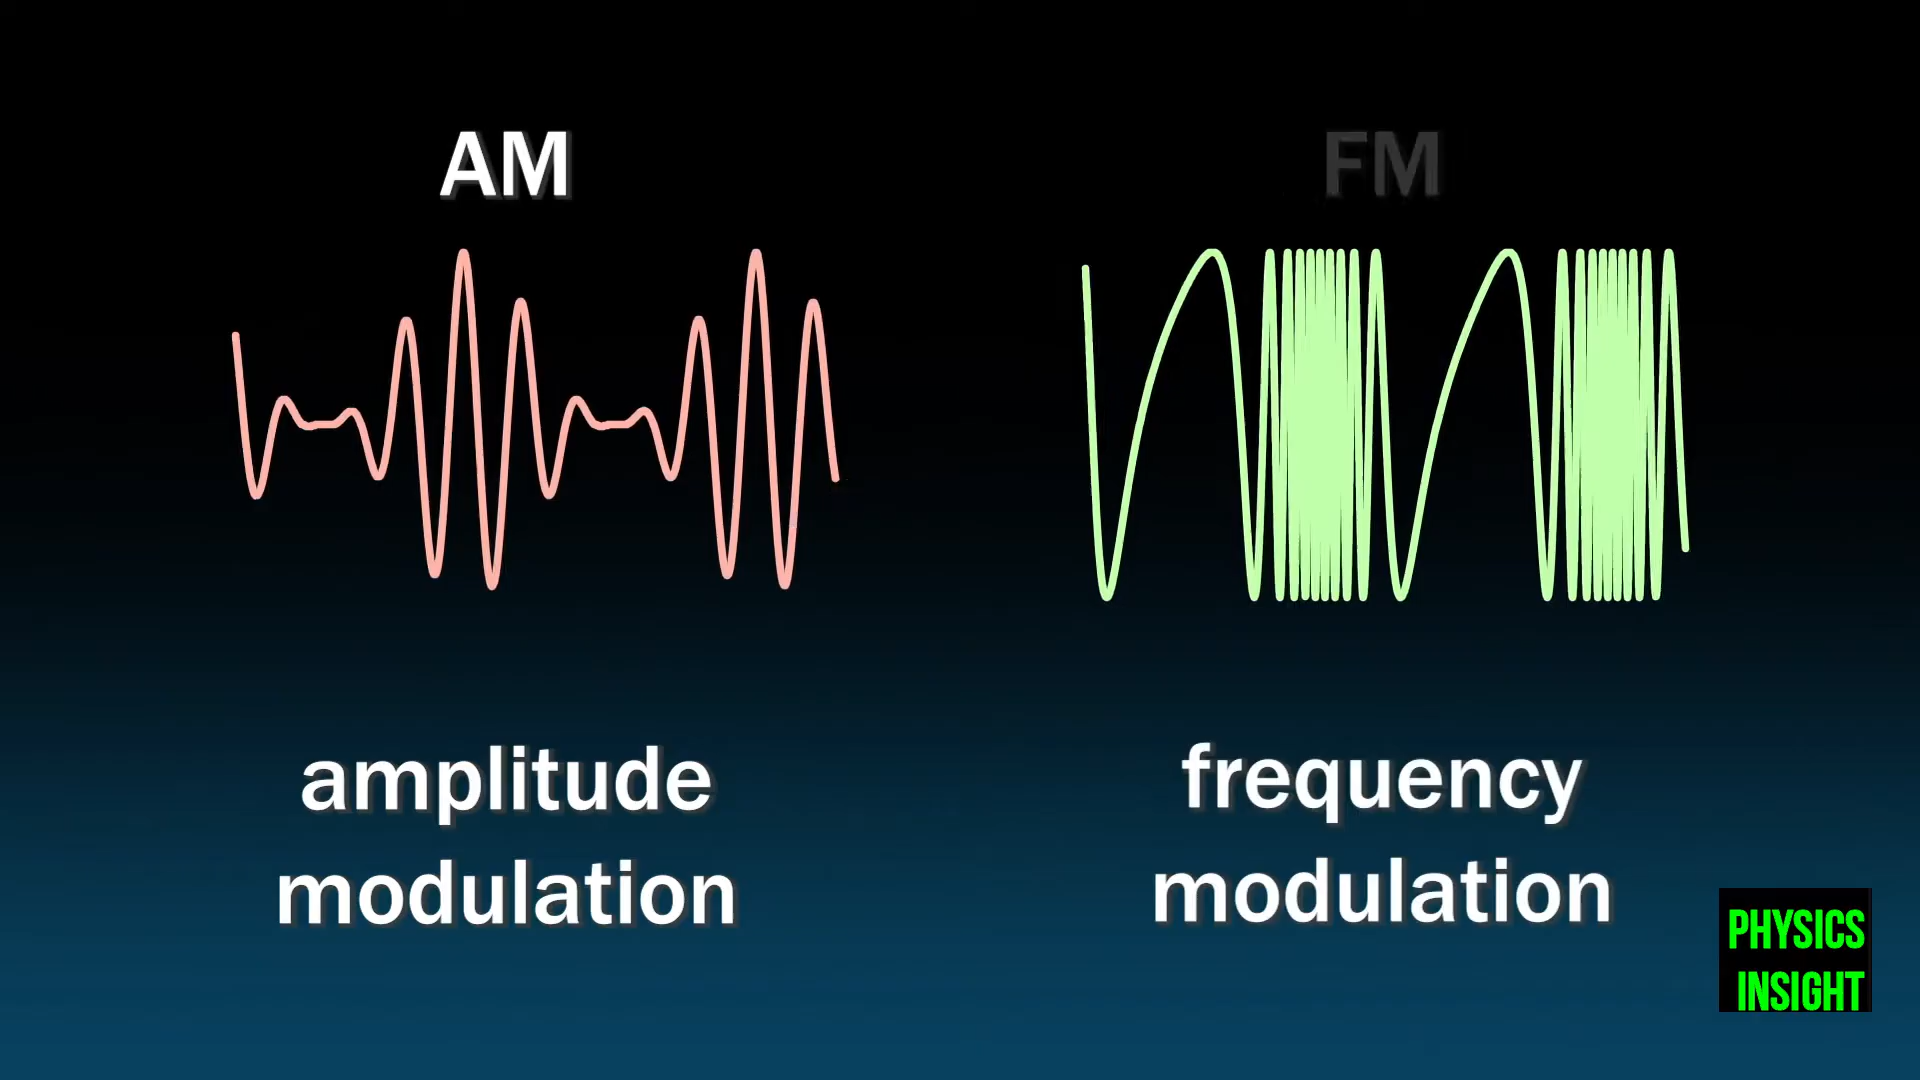 AM
FM
amplitude
modulation
frequency
modulation
PHYSICS
INSIGHT